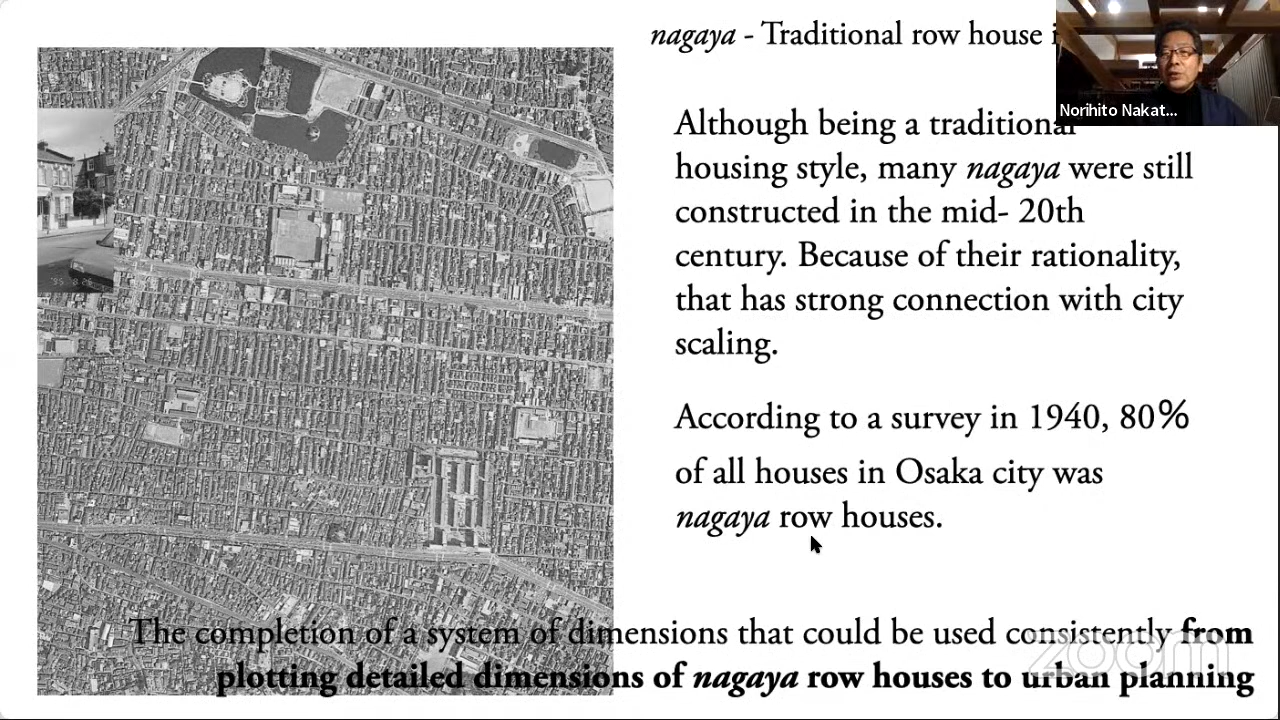 nagaya - Traditional row house
Norihito Nakat...
Although being a traditional
housing style, many nagaya were still
constructed in the mid- 20th
century. Because of their rationality,
that has strong connection with city
scaling.
According to a survey in 1940, 80%
of all houses in Osaka city was
nagaya row houses.
The completion of a system of dimensions that could be used consistently from
plotting detailed dimensions of nagaya row houses to urban planning
zoom